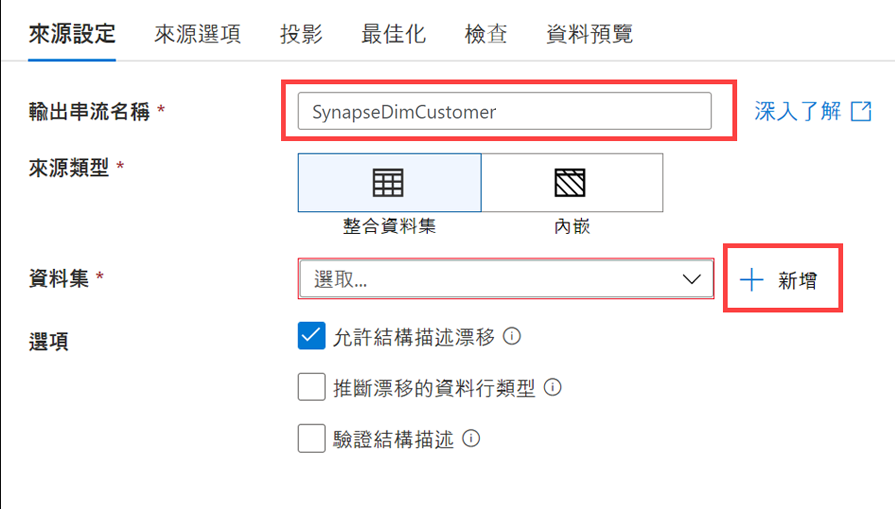 來源設定 來源選項 投影 最佳化 檢查 資料預覽
輸出串流名稱 * SynapseDimCustomer 深入了解
來源類型 *
整合資料集 內嵌
資料集 * 選取... 新增
選項 允許結構描述漂移
推斷漂移的資料行類型
驗證結構描述